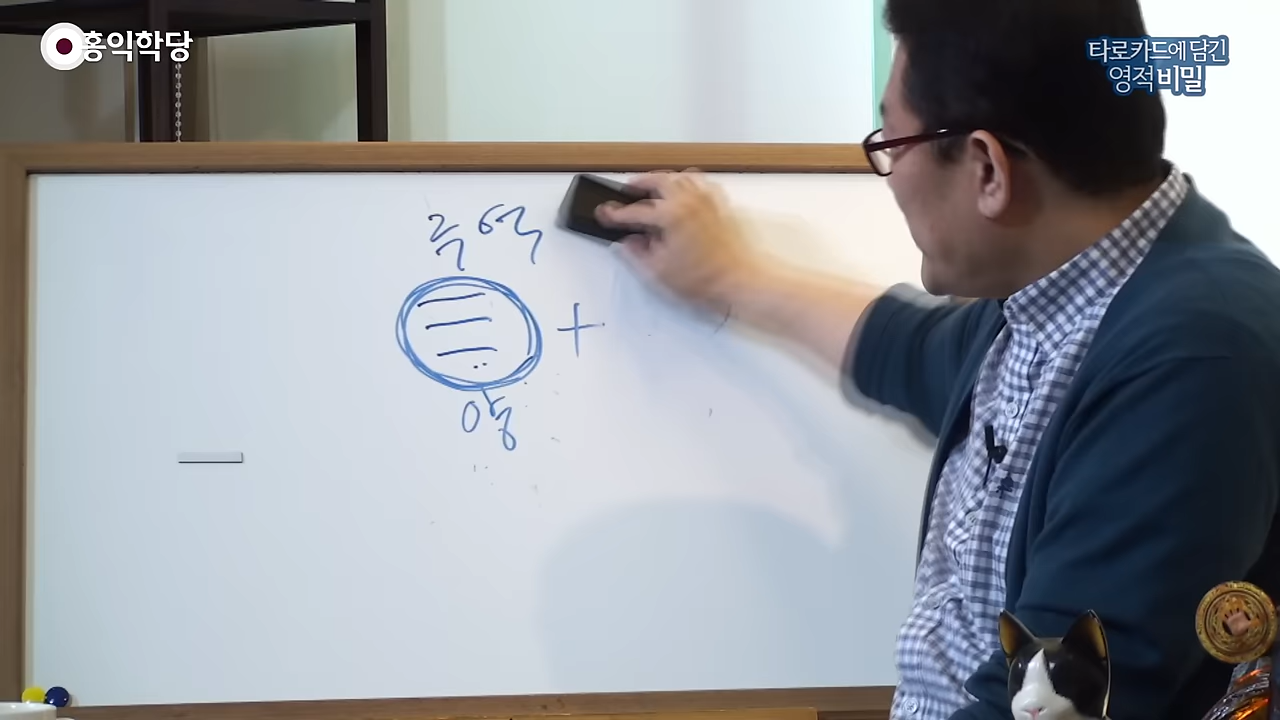 홍익학당
타로카드에 담긴
영적 비밀
주역
+
양